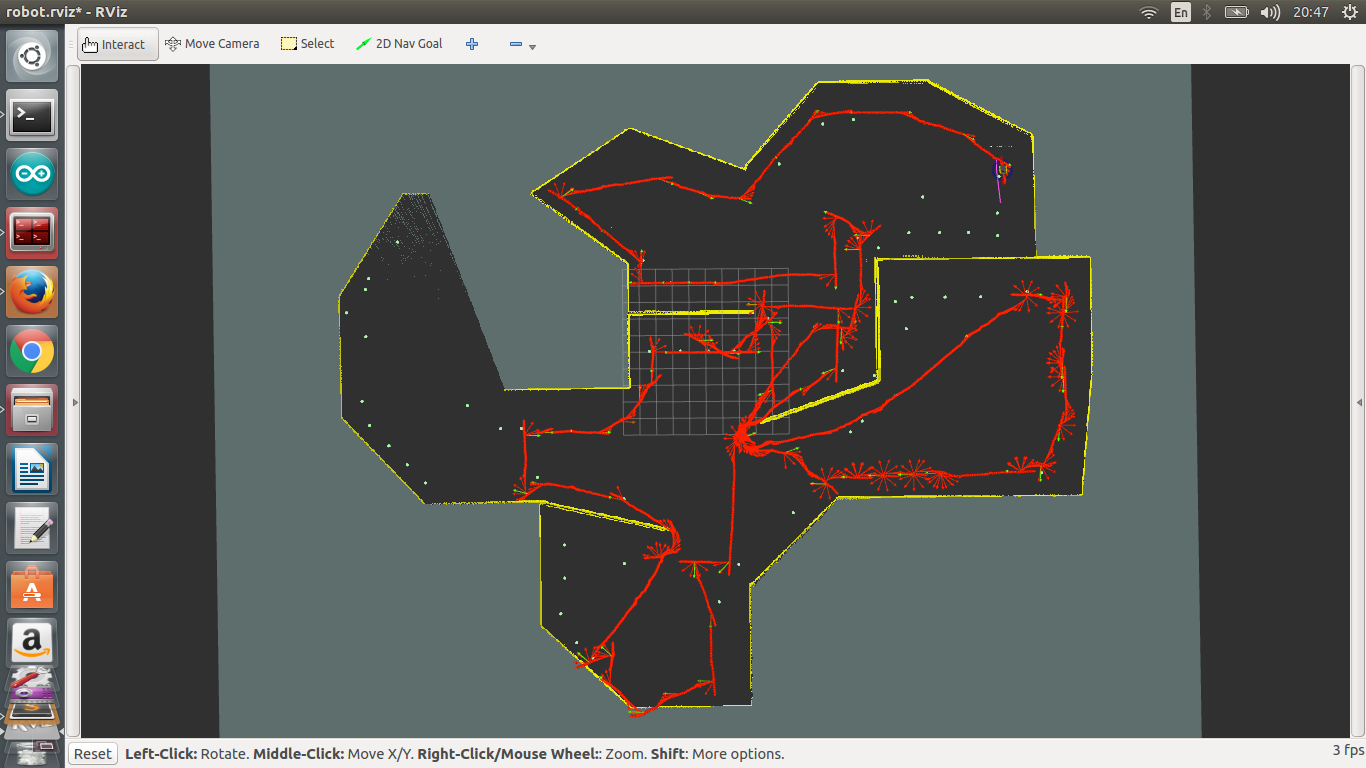 robot.rviz* - RViz
En
20:47
Interact
Move Camera
Select
2D Nav Goal
Reset
Left-Click: Rotate. Middle-Click: Move X/Y. Right-Click/Mouse Wheel:: Zoom. Shift: More options.
3 fps